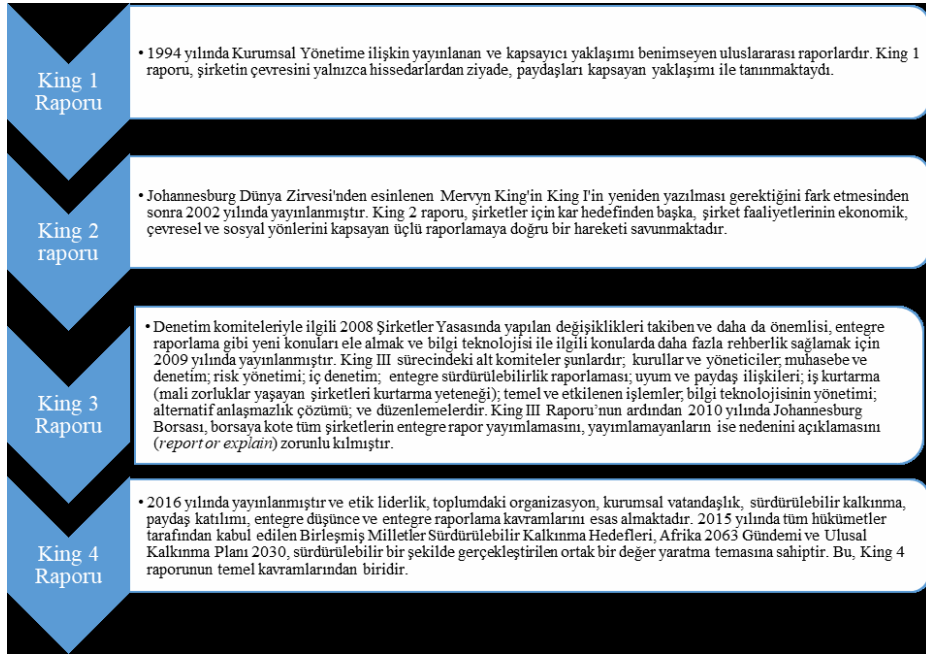 King 1
Raporu
• 1994 yılında Kurumsal Yönetime ilişkin yayınlanan ve kapsayıcı yaklaşımı benimseyen uluslararası raporlardır. King 1
raporu, şirketin çevresini yalnızca hissedarlardan ziyade, paydaşları kapsayan yaklaşımı ile tanınmaktaydı.
King 2
raporu
• Johannesburg Dünya Zirvesi'nden esinlenen Mervyn King'in King I'in yeniden yazılması gerektiğini fark etmesinden
sonra 2002 yılında yayınlanmıştır. King 2 raporu, şirketler için kar hedefinden başka, şirket faaliyetlerinin ekonomik,
çevresel ve sosyal yönlerini kapsayan üçlü raporlamaya doğru bir hareketi savunmaktadır.
King 3
Raporu
• Denetim komiteleriyle ilgili 2008 Şirketler Yasasında yapılan değişiklikleri takiben ve daha da önemlisi, entegre
raporlama gibi yeni konuları ele almak ve bilgi teknolojisi ile ilgili konularda daha fazla rehberlik sağlamak için
2009 yılında yayınlanmıştır. King III sürecindeki alt komiteler şunlardır; kurullar ve yöneticiler; muhasebe ve
denetim; risk yönetimi; iç denetim; entegre sürdürülebilirlik raporlaması; uyum ve paydaş ilişkileri; iş kurtarma
(mali zorluklar yaşayan şirketleri kurtarma yeteneği); temel ve etkilenen işlemler; bilgi teknolojisinin yönetimi;
alternatif anlaşmazlık çözümü; ve düzenlemelerdir. King III Raporu'nun ardından 2010 yılında Johannesburg
Borsası, borsaya kote tüm şirketlerin entegre rapor yayımlamasını, yayımlamayanların ise nedenini açıklamasını
(report or explain) zorunlu kılmıştır.
King 4
Raporu
• 2016 yılında yayınlanmıştır ve etik liderlik, toplumdaki organizasyon, kurumsal vatandaşlık, sürdürülebilir kalkınma,
paydaş katılımı, entegre düşünce ve entegre raporlama kavramlarını esas almaktadır. 2015 yılında tüm hükümetler
tarafından kabul edilen Birleşmiş Milletler Sürdürülebilir Kalkınma Hedefleri, Afrika 2063 Gündemi ve Ulusal
Kalkınma Planı 2030, sürdürülebilir bir şekilde gerçekleştirilen ortak bir değer yaratma temasına sahiptir. Bu, King 4
raporunun temel kavramlarından biridir.